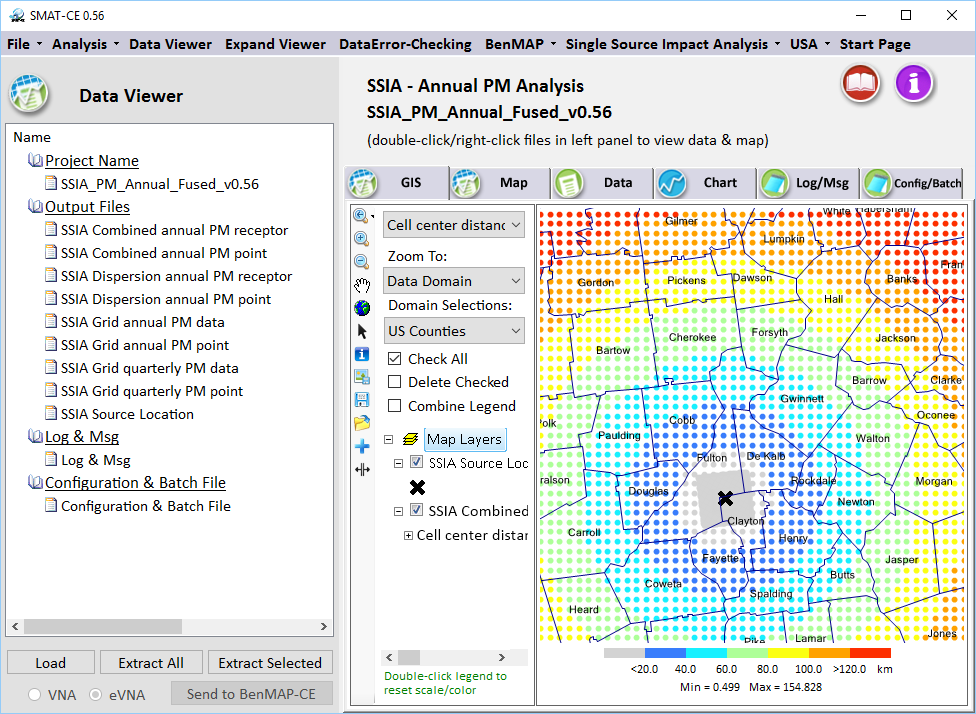 SMAT-CE 0.56
File Analysis Data Viewer Expand Viewer DataError-Checking BenMAP Single Source Impact Analysis USA Start Page
Data Viewer
Name
Project Name
SSIA_PM_Annual_Fused_v0.56
Output Files
SSIA Combined annual PM receptor
SSIA Combined annual PM point
SSIA Dispersion annual PM receptor
SSIA Dispersion annual PM point
SSIA Grid annual PM data
SSIA Grid annual PM point
SSIA Grid quarterly PM data
SSIA Grid quarterly PM point
SSIA Source Location
Log & Msg
Log & Msg
Configuration & Batch File
Configuration & Batch File
Load Extract All Extract Selected
VNA eVNA Send to BenMAP-CE
SSIA - Annual PM Analysis
SSIA_PM_Annual_Fused_v0.56
(double-click/right-click files in left panel to view data & map)
GIS Map Data Chart Log/Msg Config/Batch
Cell center distanc
Zoom To:
Data Domain
Domain Selections:
US Counties
Check All
Delete Checked
Combine Legend
Map Layers
SSIA Source Loc
SSIA Combined
Cell center distar
Double-click legend to
reset scale/color
White Habersham
Gilmer
Lumpkin
Fran
Banks
Gordon Pickens Dawson
Hall
Bartow Cherokee Forsyth Jackson
Barrow Clarke
Gwinnett
Oconee
olk Cobb
Paulding Walton
Fulton De Kalb
ralson Rockdale Morgan
Douglas Newton
Clayton
Carroll Henry
Fayette Jasper
Coweta Butts
Spalding
Heard
Pike Lamar Jones
<20.0 40.0 60.0 80.0 100.0 >120.0 km
Min = 0.499 Max = 154.828